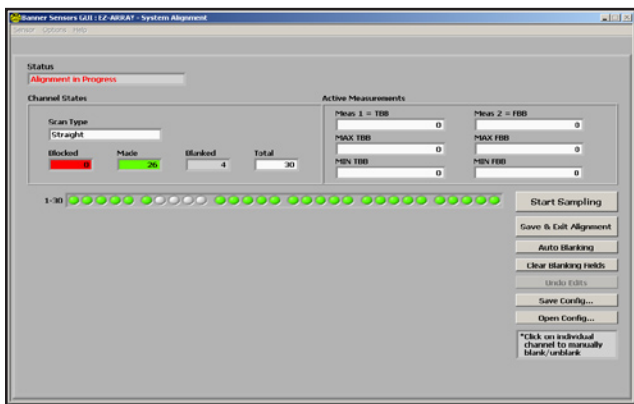 Banner Sensors GUI : EZ-ARRAY - System Alignment
Sensor Options Help
Status
Alignment in Progress
Channel States
Active Measurements
Scan Type
Straight
Blocked Made Blanked Total
0 26 4 30
Meas 1 = TBB
0
Meas 2 = FBB
0
MAX TBB
0
MAX FBB
0
MIN TBB
0
MIN FBB
0
1-30
Start Sampling
Save & Exit Alignment
Auto Blanking
Clear Blanking Fields
Undo Edits
Save Config...
Open Config...
*Click on individual
channel to manually
blank/unblank